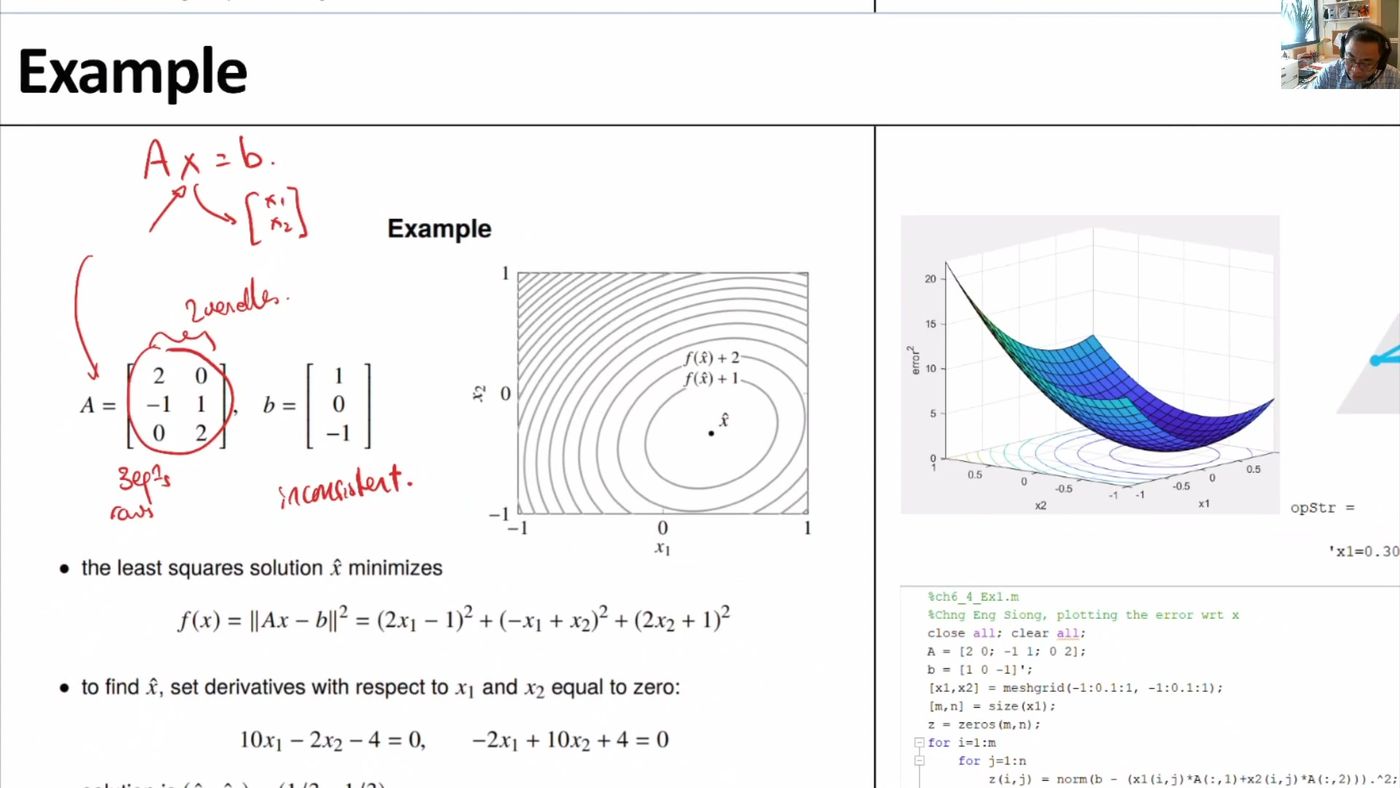 Example
Ax = b.
[x1
x2]
Example
1
2 variables.
f(x̂) + 2
f(x̂) + 1
x2 0
x̂
A = [ 2 0
−1 1
0 2 ],
b = [ 1
0
−1 ]
3 eqns
rows
inconsistent.
−1
−1 0 1
x1
• the least squares solution x̂ minimizes
f(x) = ‖Ax − b‖² = (2x1 − 1)² + (−x1 + x2)² + (2x2 + 1)²
• to find x̂, set derivatives with respect to x1 and x2 equal to zero:
10x1 − 2x2 − 4 = 0, −2x1 + 10x2 + 4 = 0
20
15
10
5
0
error²
1 0.5 0 -0.5 -1
x2
-1 -0.5 0 0.5
x1
opStr =
'x1=0.30
%ch6_4_Ex1.m
%Chng Eng Siong, plotting the error wrt x
close all; clear all;
A = [2 0; -1 1; 0 2];
b = [1 0 -1]';
[x1,x2] = meshgrid(-1:0.1:1, -1:0.1:1);
[m,n] = size(x1);
z = zeros(m,n);
for i=1:m
for j=1:n
z(i,j) = norm(b - (x1(i,j)*A(:,1)+x2(i,j)*A(:,2))).^2;